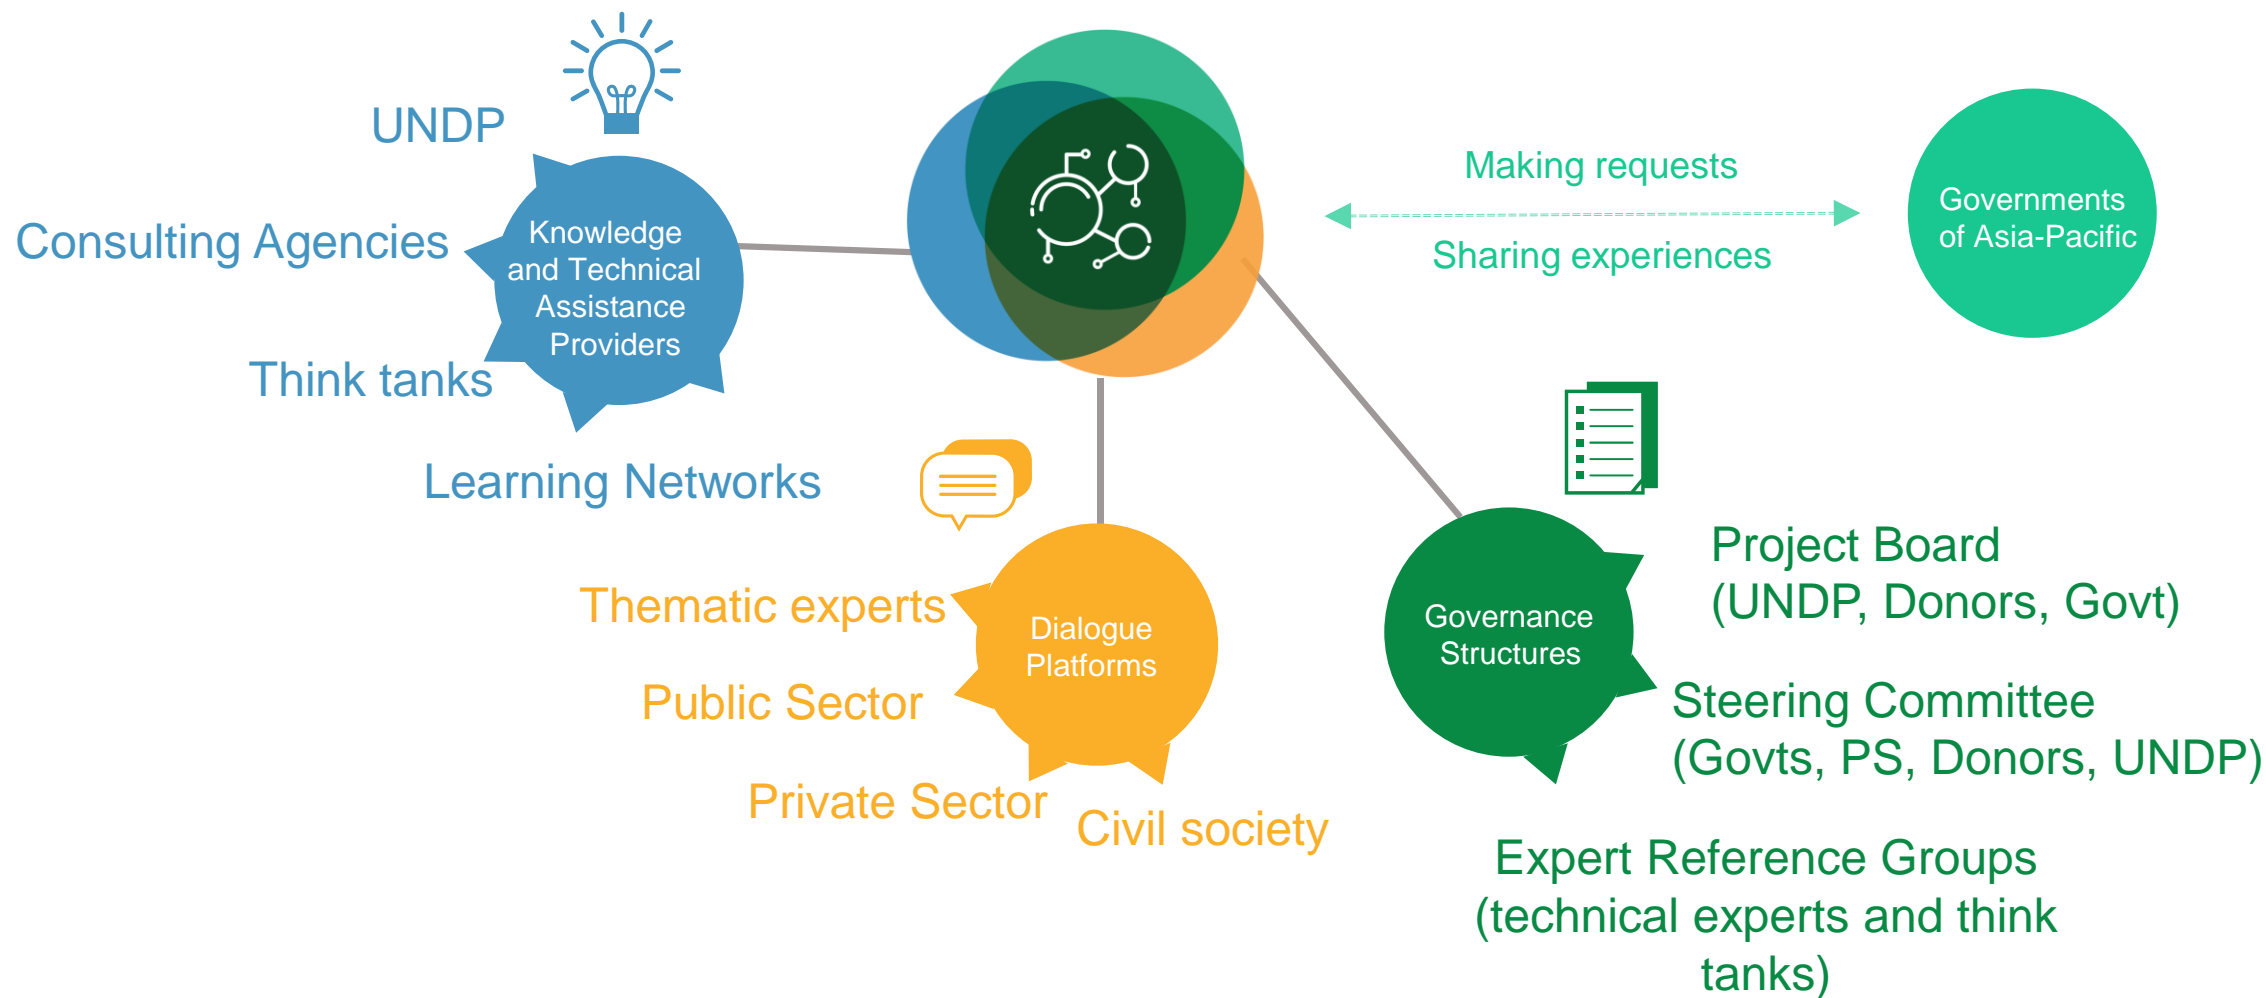 UNDP
Consulting Agencies
Think tanks
Learning Networks
Knowledge
and Technical
Assistance
Providers
Making requests
Sharing experiences
Governments
of Asia-Pacific
Thematic experts
Public Sector
Private Sector
Civil society
Dialogue
Platforms
Governance
Structures
Project Board
(UNDP, Donors, Govt)
Steering Committee
(Govts, PS, Donors, UNDP)
Expert Reference Groups
(technical experts and think
tanks)